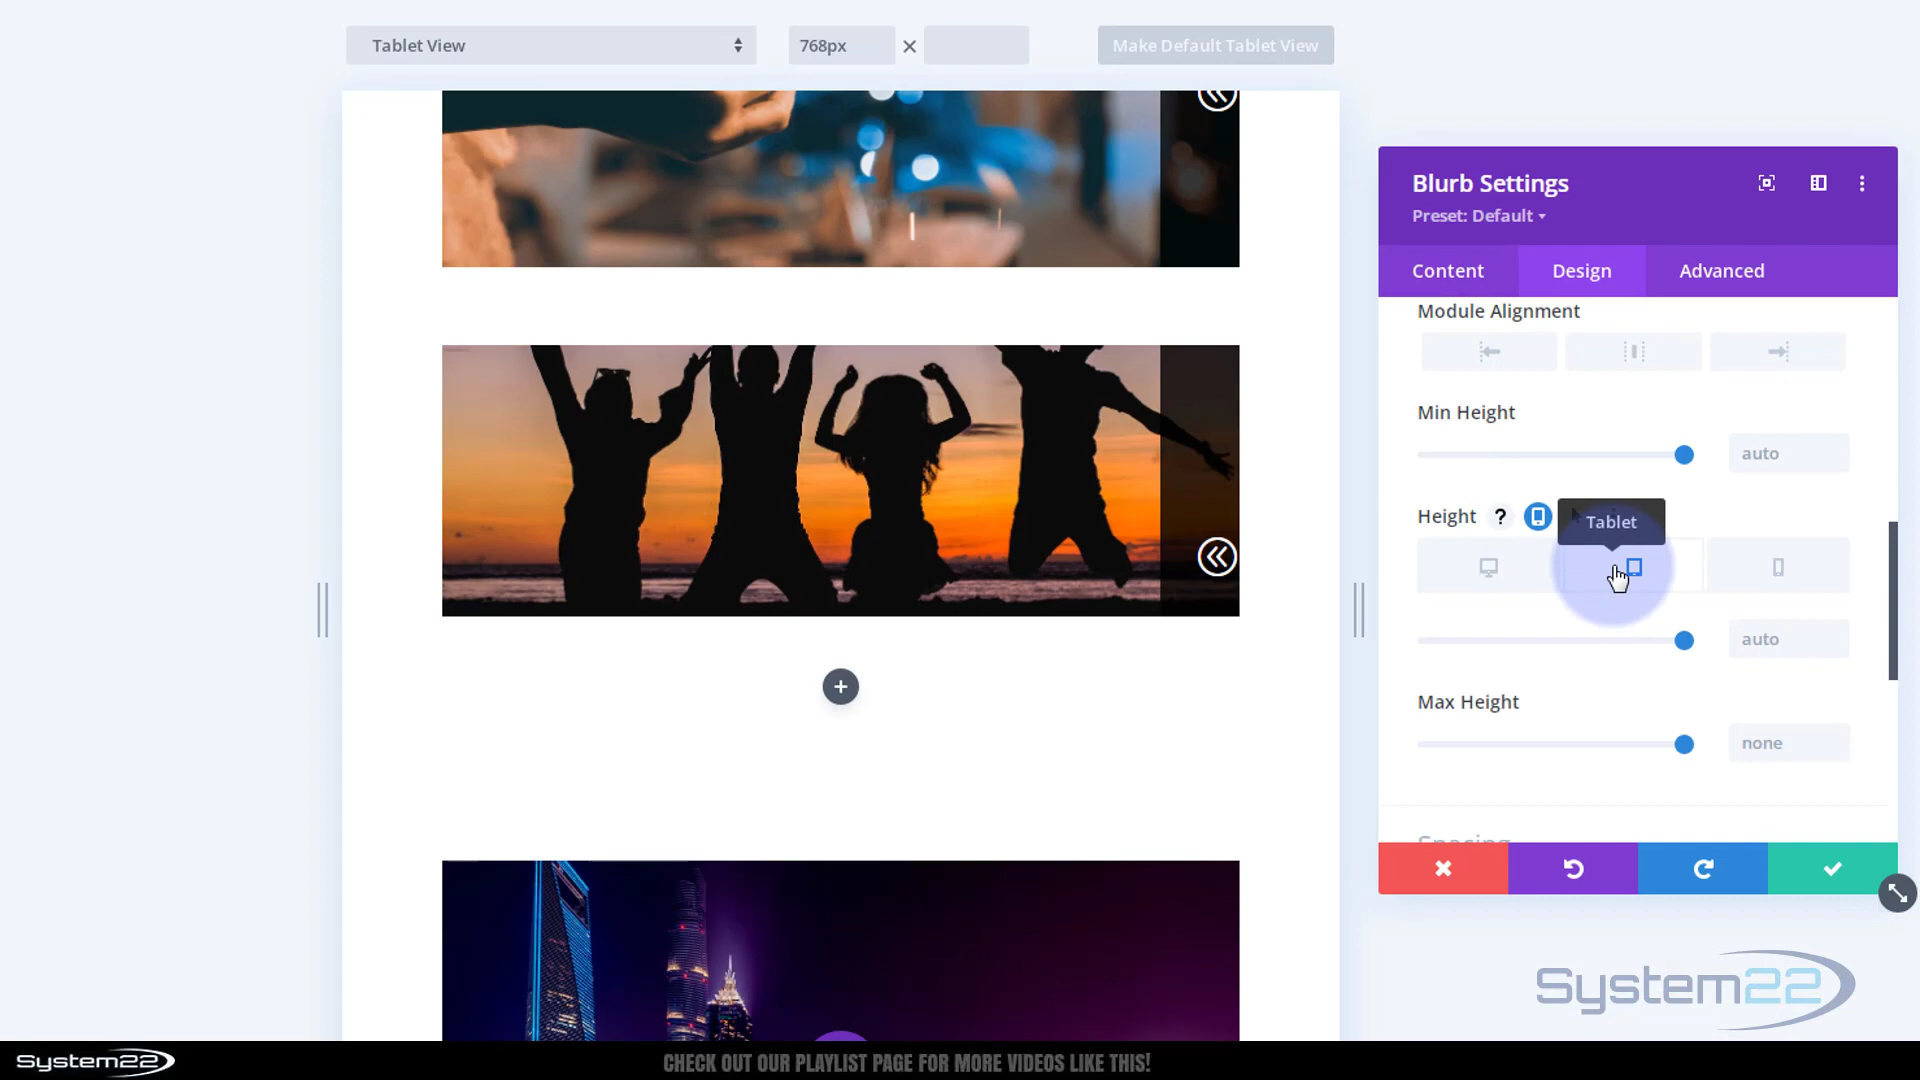 Tablet View
768px
Make Default Tablet View
Blurb Settings
Preset: Default
Content
Design
Advanced
Module Alignment
Min Height
auto
Height
?
Tablet
auto
Max Height
none
Spacing
System22
System22
CHECK OUT OUR PLAYLIST PAGE FOR MORE VIDEOS LIKE THIS!